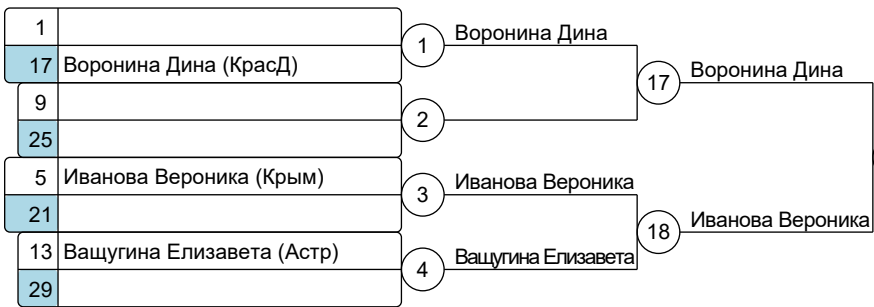 1
17 Воронина Дина (КрасД)
1 Воронина Дина
9
25
2
17 Воронина Дина
5 Иванова Вероника (Крым)
21
3 Иванова Вероника
13 Ващугина Елизавета (Астр)
29
4 Ващугина Елизавета
18 Иванова Вероника